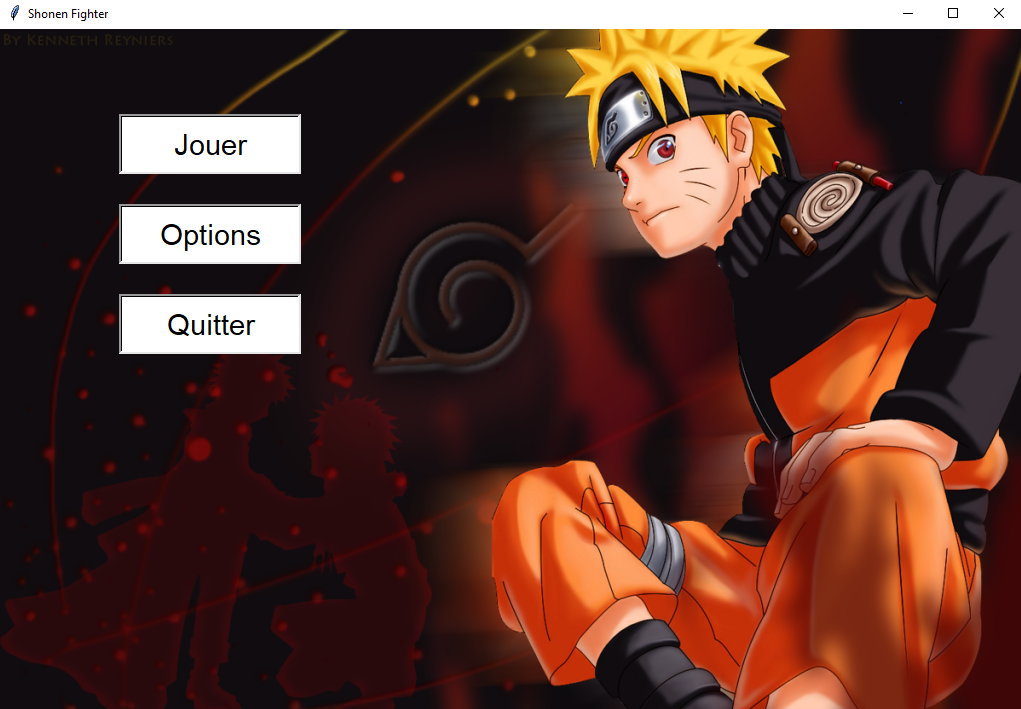 Shonen Fighter
By Kenneth Reyniers
Jouer
Options
Quitter